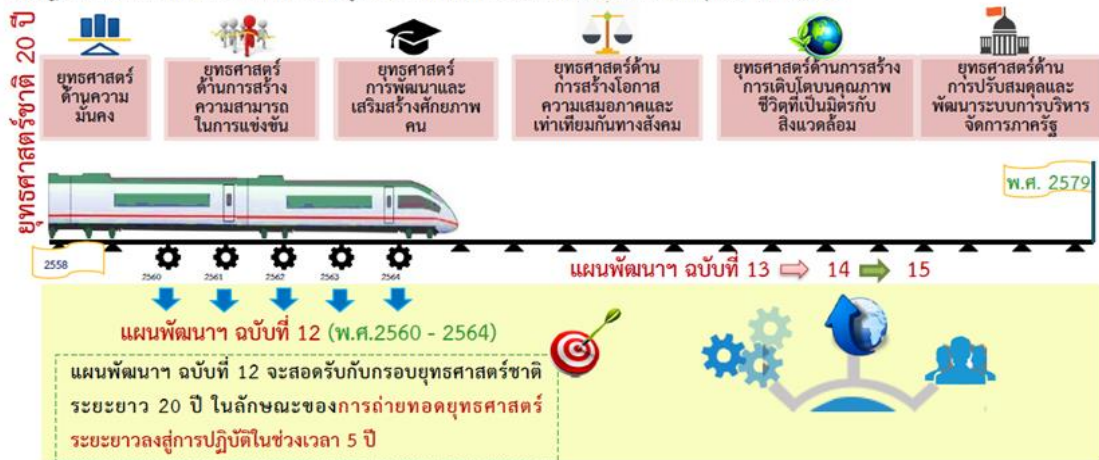 ยุทธศาสตร์ชาติ 20 ปี
ยุทธศาสตร์
ด้านความ
มั่นคง
ยุทธศาสตร์
ด้านการสร้าง
ความสามารถ
ในการแข่งขัน
ยุทธศาสตร์
การพัฒนาและ
เสริมสร้างศักยภาพ
คน
ยุทธศาสตร์ด้าน
การสร้างโอกาส
ความเสมอภาคและ
เท่าเทียมกันทางสังคม
ยุทธศาสตร์ด้านการสร้าง
การเติบโตบนคุณภาพ
ชีวิตที่เป็นมิตรกับ
สิ่งแวดล้อม
ยุทธศาสตร์ด้าน
การปรับสมดุลและ
พัฒนาระบบการบริหาร
จัดการภาครัฐ
พ.ศ. 2579
2558
2560 2561 2562 2563 2564
แผนพัฒนาฯ ฉบับที่ 13 14 15
แผนพัฒนาฯ ฉบับที่ 12 (พ.ศ.2560 - 2564)
แผนพัฒนาฯ ฉบับที่ 12 จะสอดรับกับกรอบยุทธศาสตร์ชาติ
ระยะยาว 20 ปี ในลักษณะของการถ่ายทอดยุทธศาสตร์
ระยะยาวลงสู่การปฏิบัติในช่วงเวลา 5 ปี